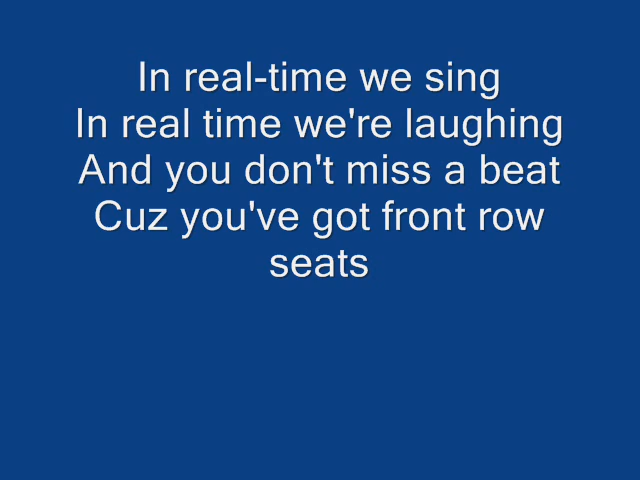 In real-time we sing
In real time we're laughing
And you don't miss a beat
Cuz you've got front row
seats